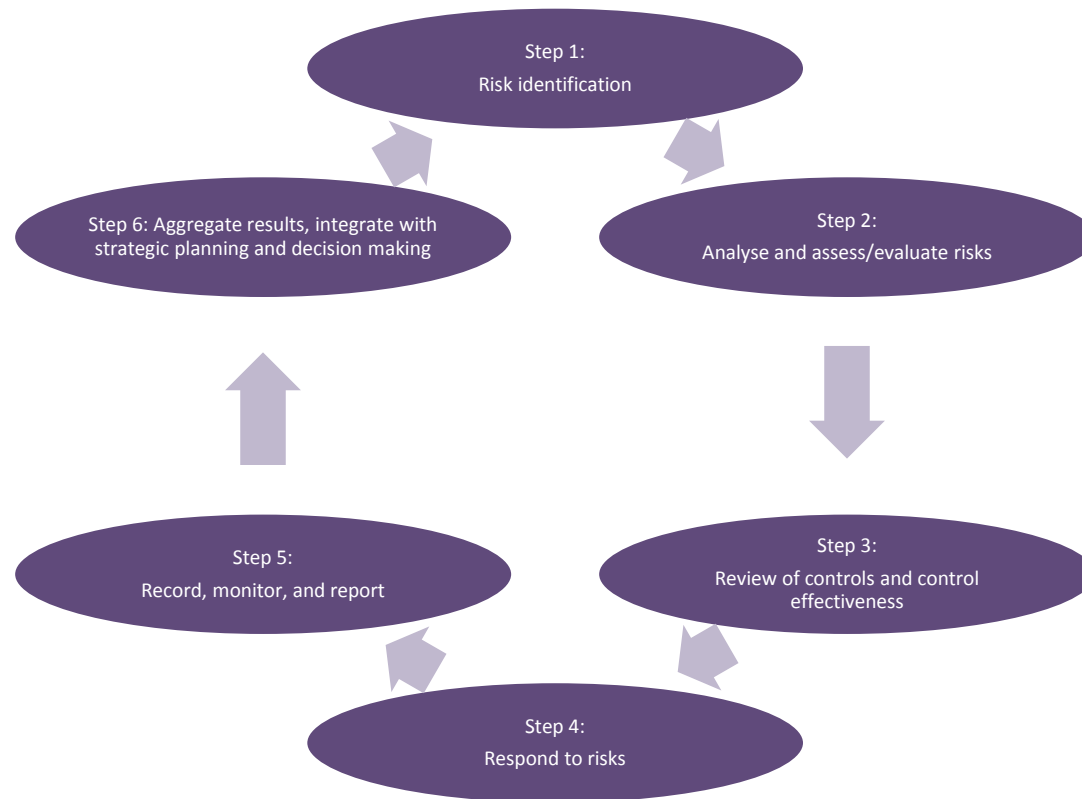 Step 1:
Risk identification
Step 2:
Analyse and assess/evaluate risks
Step 3:
Review of controls and control
effectiveness
Step 4:
Respond to risks
Step 5:
Record, monitor, and report
Step 6: Aggregate results, integrate with
strategic planning and decision making